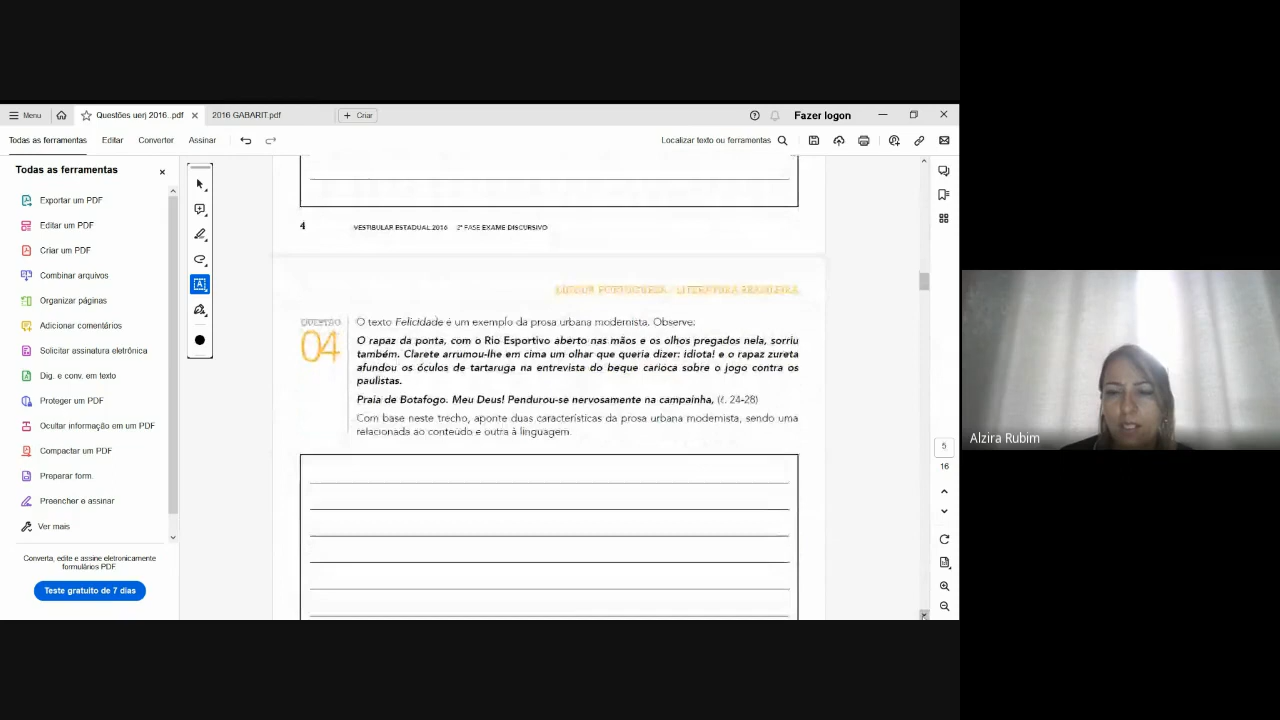 Menu
Questões uerj 2016..pdf
2016 GABARIT.pdf
Criar
Fazer logon
Todas as ferramentas
Editar
Converter
Assinar
Localizar texto ou ferramentas
Todas as ferramentas
Exportar um PDF
Editar um PDF
Criar um PDF
Combinar arquivos
Organizar páginas
Adicionar comentários
Solicitar assinatura eletrônica
Dig. e conv. em texto
Proteger um PDF
Ocultar informação em um PDF
Compactar um PDF
Preparar form.
Preencher e assinar
Ver mais
Converta, edite e assine eletronicamente
formulários PDF
Teste gratuito de 7 dias
4 VESTIBULAR ESTADUAL 2016 2ª FASE EXAME DISCURSIVO
LÍNGUA PORTUGUESA / LITERATURA BRASILEIRA
QUESTÃO
04
O texto Felicidade é um exemplo da prosa urbana modernista. Observe:
O rapaz da ponta, com o Rio Esportivo aberto nas mãos e os olhos pregados nela, sorriu
também. Clarete arrumou-lhe em cima um olhar que queria dizer: idiota! e o rapaz zureta
afundou os óculos de tartaruga na entrevista do beque carioca sobre o jogo contra os
paulistas.
Praia de Botafogo. Meu Deus! Pendurou-se nervosamente na campainha, (ℓ. 24-28)
Com base neste trecho, aponte duas características da prosa urbana modernista, sendo uma
relacionada ao conteúdo e outra à linguagem.
5
16
Alzira Rubim